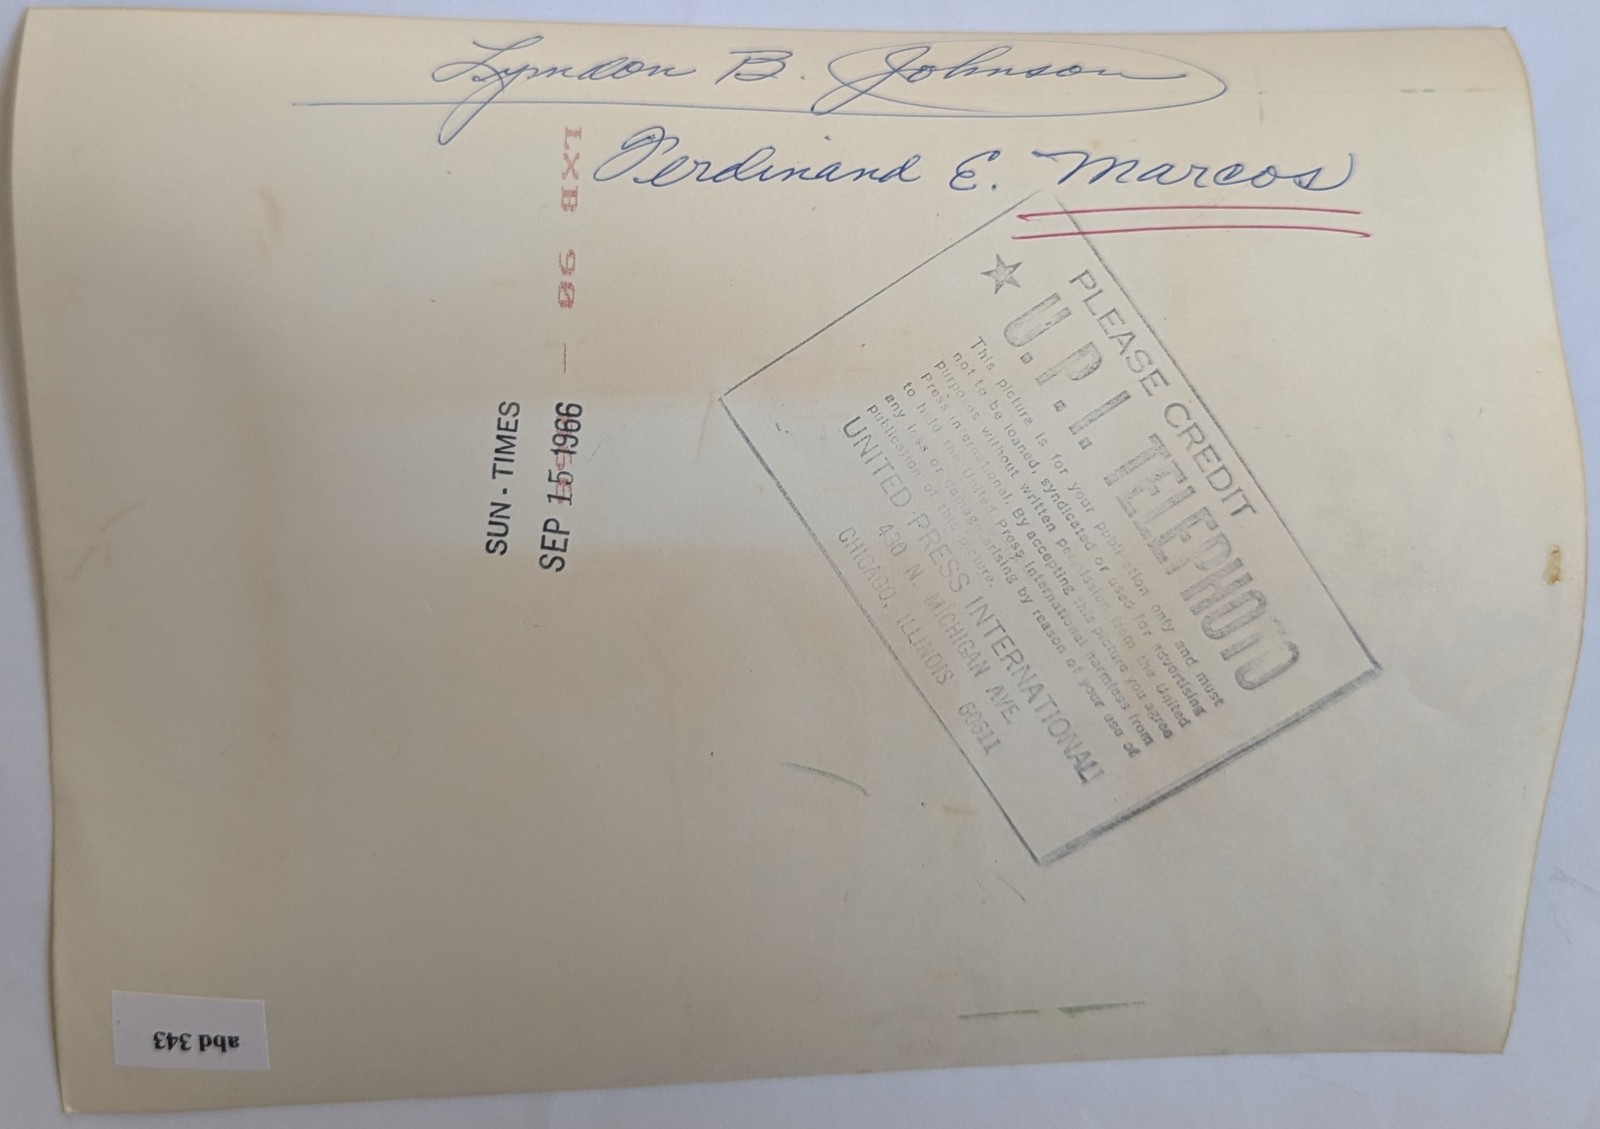 Lyndon B. Johnson
Ferdinand E. Marcos
LXB 90 —
SUN-TIMES
SEP 15 1966
PLEASE CREDIT
U.P.I. TELEPHOTO
This picture is for your publication only and must
not to be loaned, syndicated or used for advertising
purposes without written permission from the United
Press International. By accepting this picture you agree
to hold the United Press International harmless from
any loss or damage arising by reason of your use of
publication of this picture.
UNITED PRESS INTERNATIONAL
430 N. MICHIGAN AVE.
CHICAGO, ILLINOIS 60611
abd 343